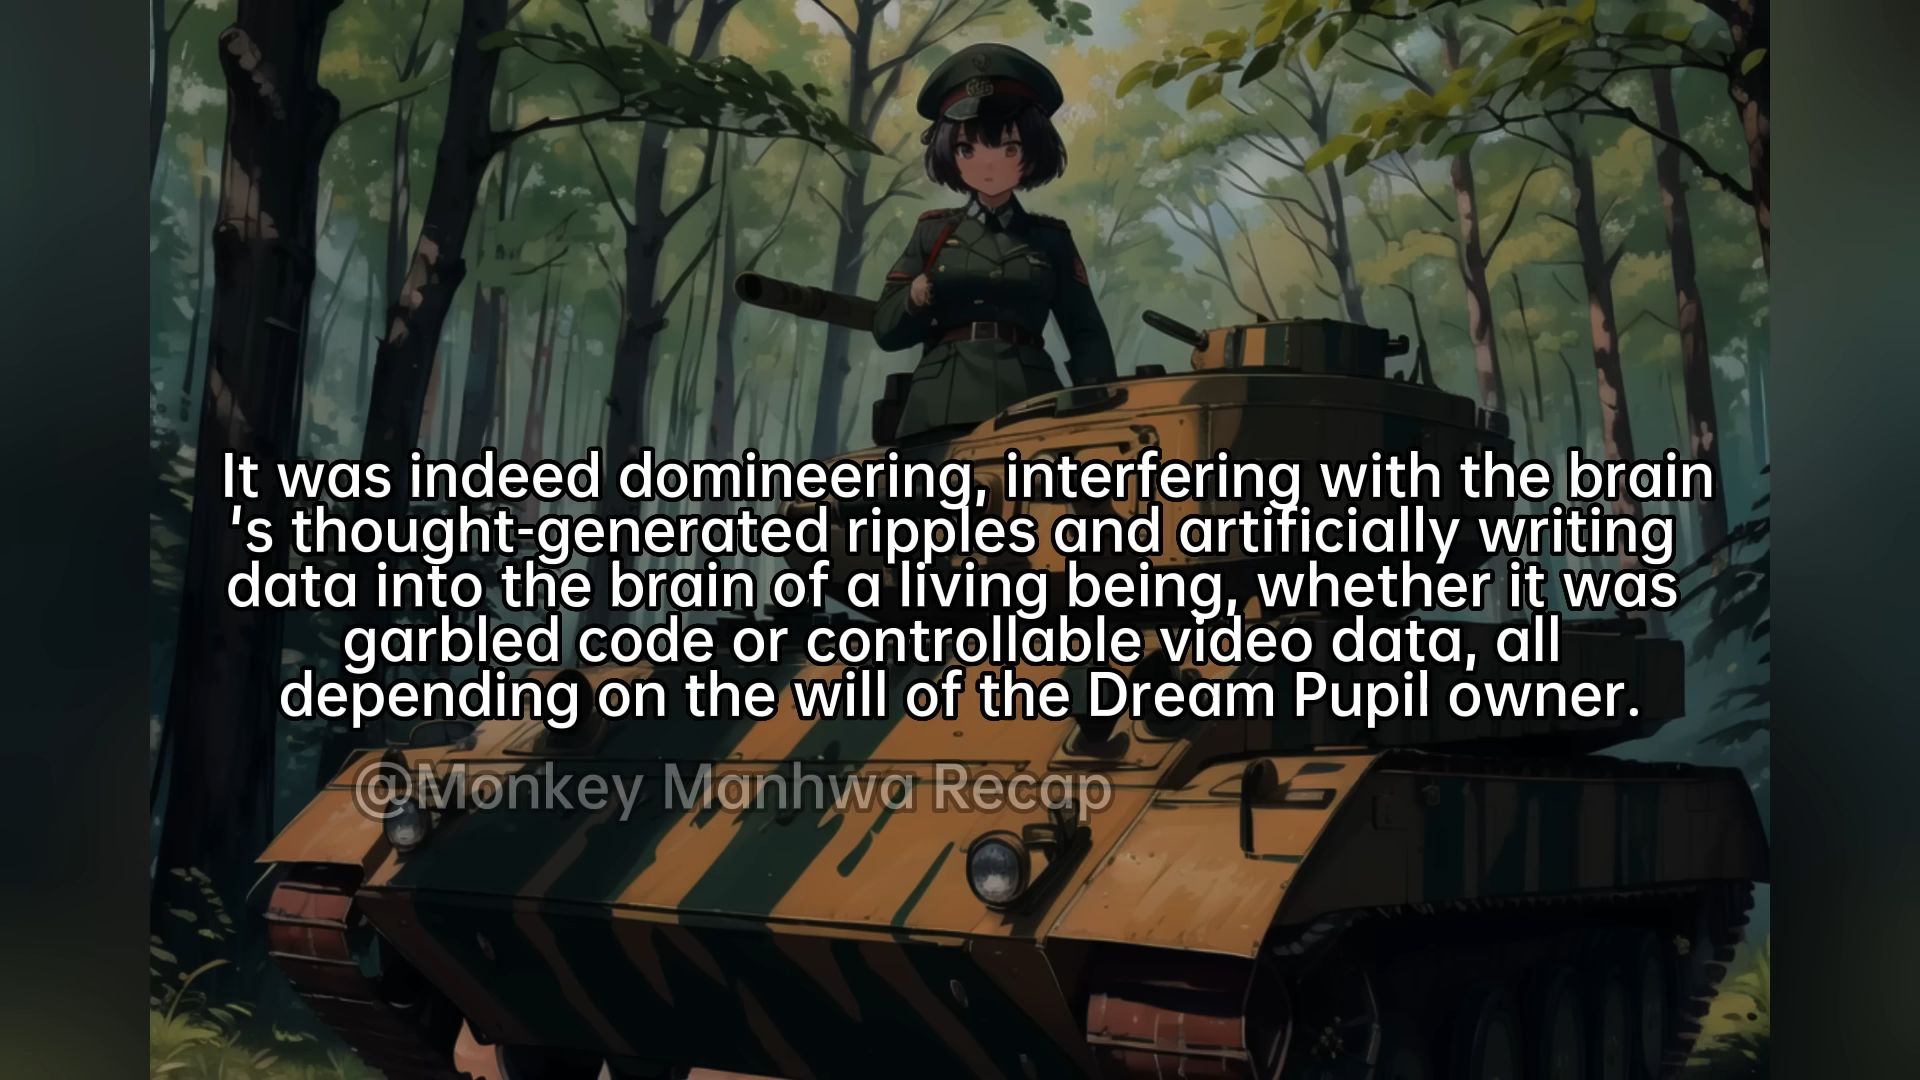 It was indeed domineering, interfering with the brain
's thought-generated ripples and artificially writing
data into the brain of a living being, whether it was
garbled code or controllable video data, all
depending on the will of the Dream Pupil owner.
@Monkey Manhwa Recap